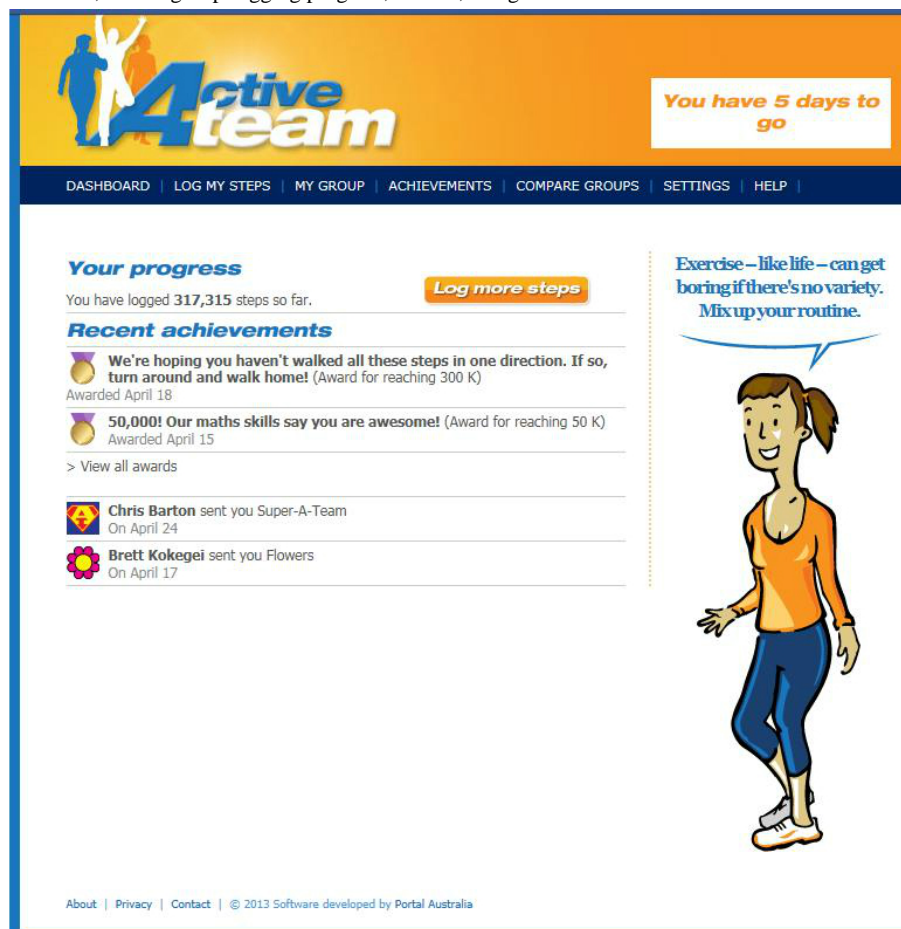 Active
team
You have 5 days to
go
DASHBOARD | LOG MY STEPS | MY GROUP | ACHIEVEMENTS | COMPARE GROUPS | SETTINGS | HELP |
Your progress
You have logged 317,315 steps so far.
Log more steps
Recent achievements
We're hoping you haven't walked all these steps in one direction. If so,
turn around and walk home! (Award for reaching 300 K)
Awarded April 18
50,000! Our maths skills say you are awesome! (Award for reaching 50 K)
Awarded April 15
> View all awards
Chris Barton sent you Super-A-Team
On April 24
Brett Kokegei sent you Flowers
On April 17
Exercise – like life – can get
boring if there's no variety.
Mix up your routine.
About | Privacy | Contact | © 2013 Software developed by Portal Australia